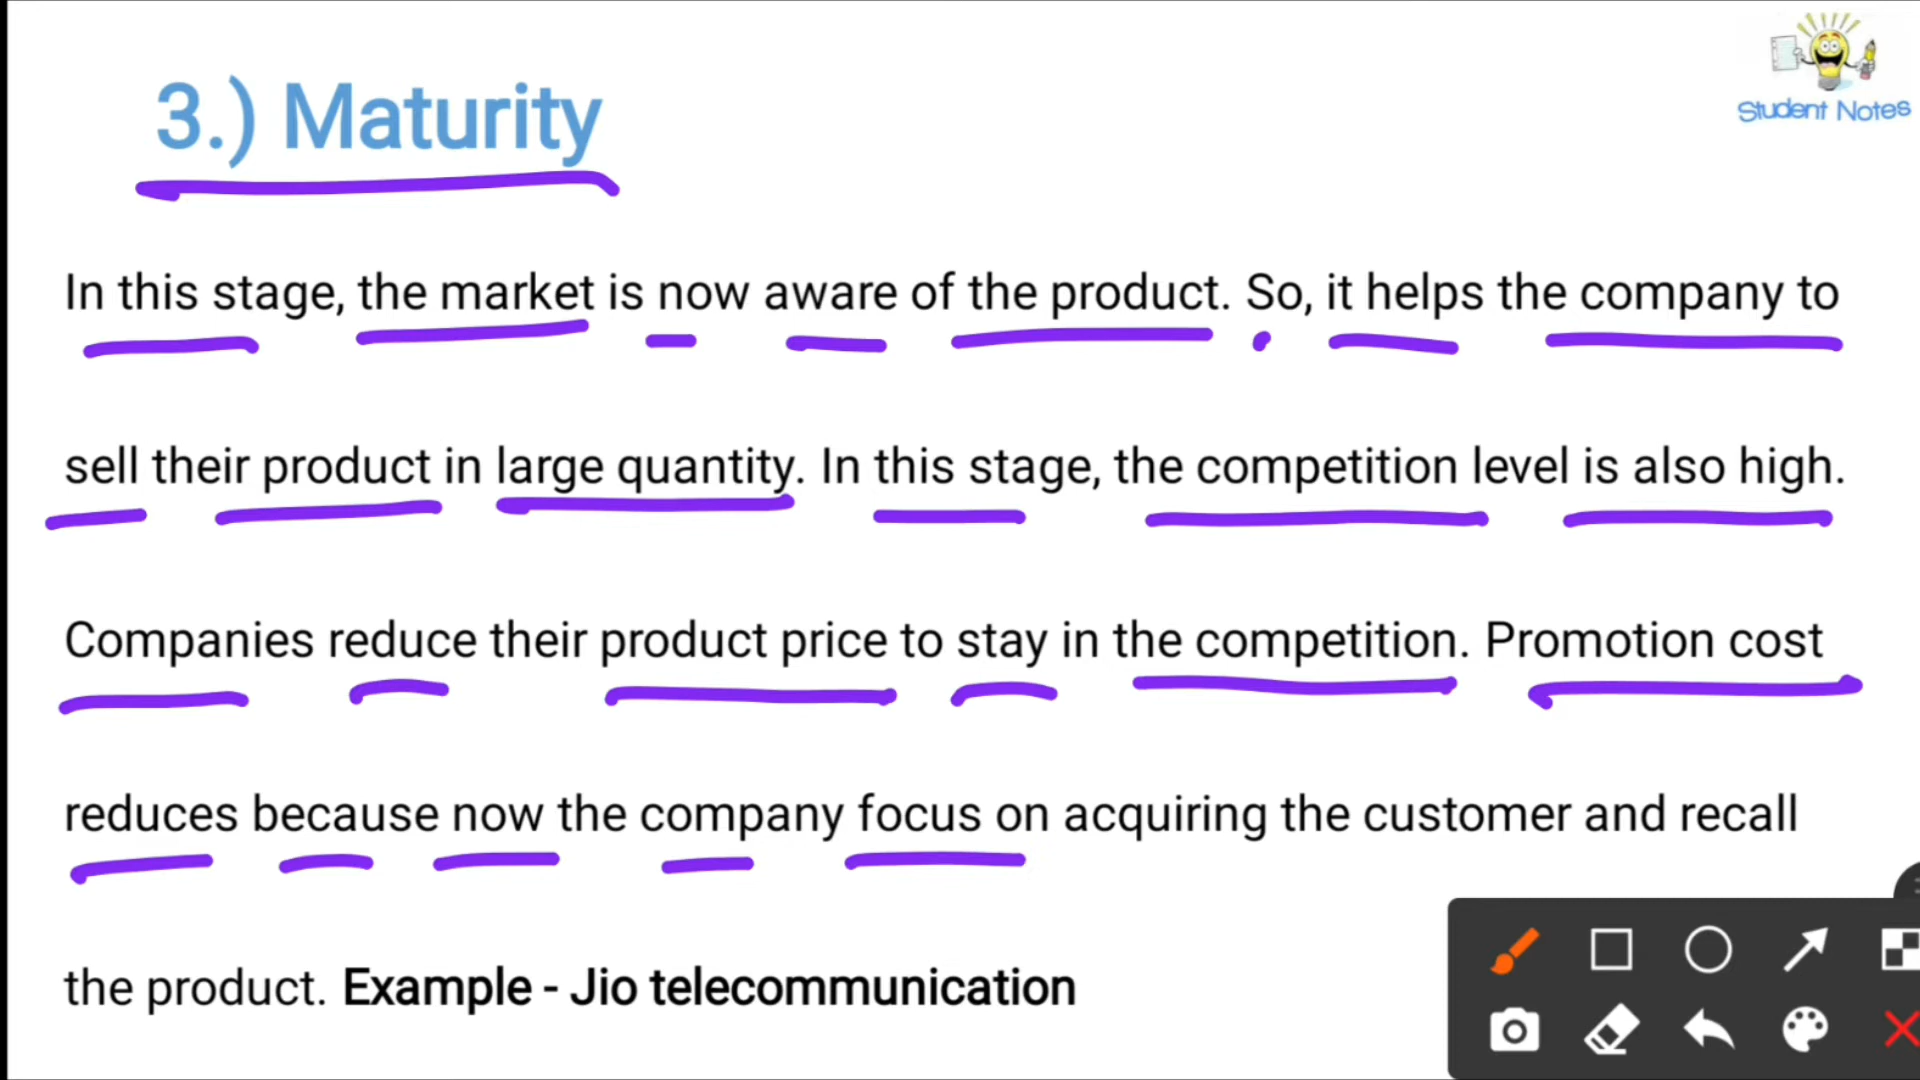 Student Notes
3.) Maturity
In this stage, the market is now aware of the product. So, it helps the company to
sell their product in large quantity. In this stage, the competition level is also high.
Companies reduce their product price to stay in the competition. Promotion cost
reduces because now the company focus on acquiring the customer and recall
the product. Example - Jio telecommunication